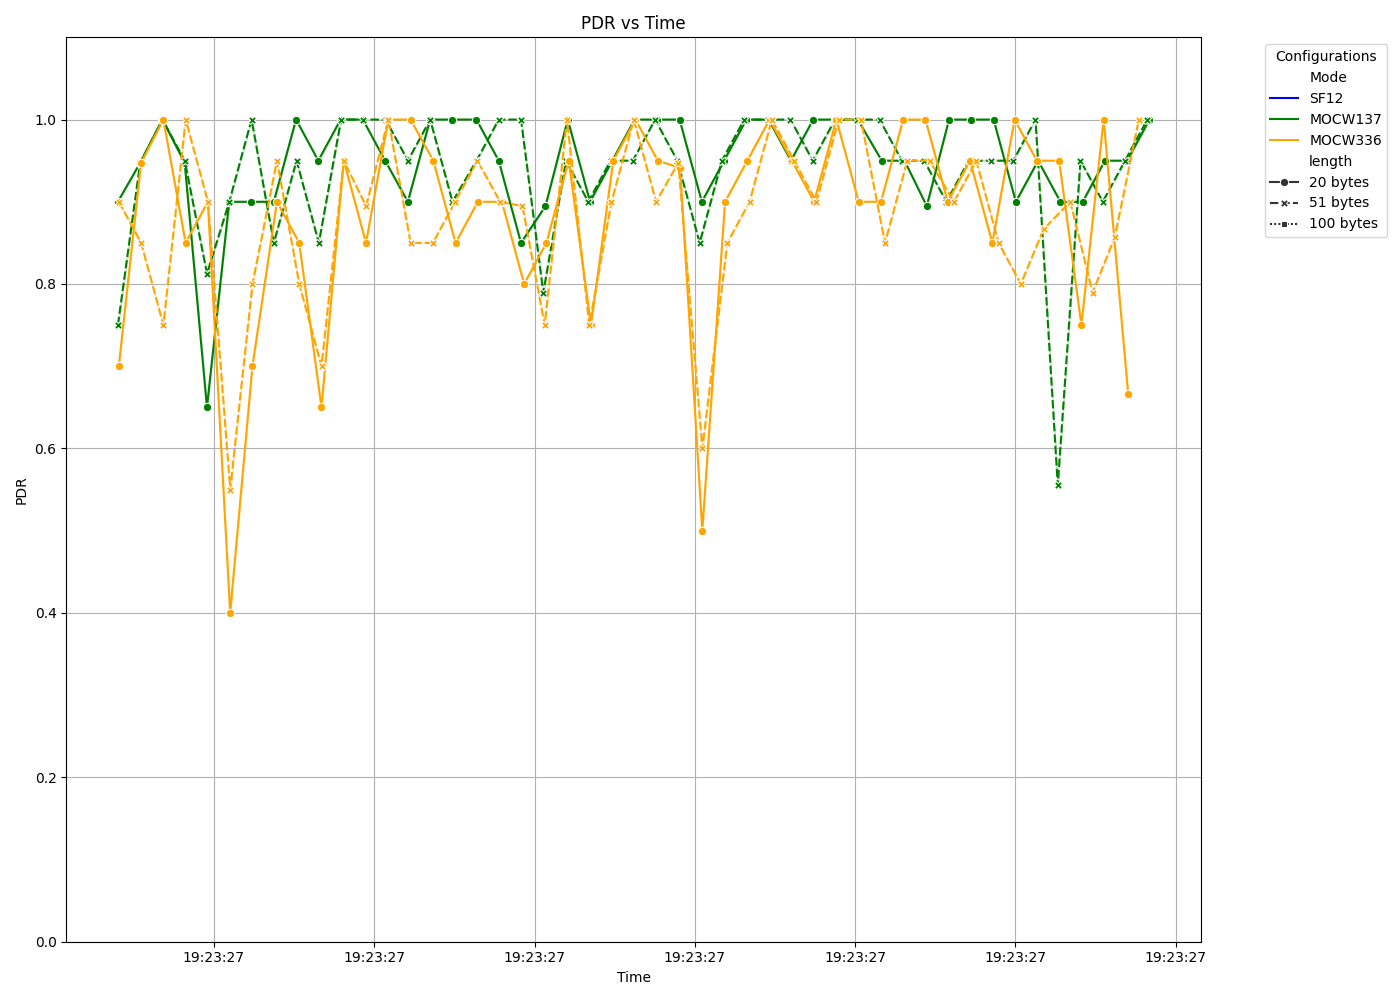 PDR vs Time
PDR
1.0
0.8
0.6
0.4
0.2
0.0
19:23:27 19:23:27 19:23:27 19:23:27 19:23:27 19:23:27 19:23:27
Time
Configurations
Mode
SF12
MOCW137
MOCW336
length
20 bytes
51 bytes
100 bytes